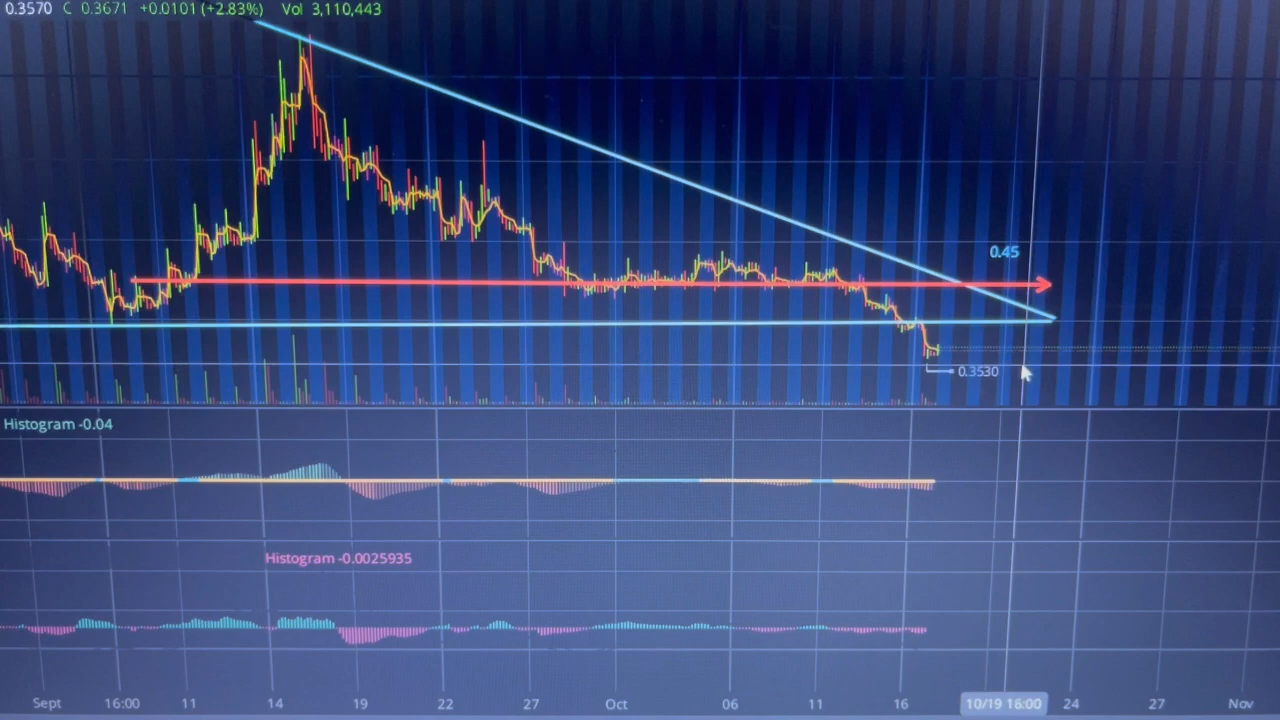 0.3570 C 0.3671 +0.0101 (+2.83%) Vol 3,110,443
0.45
0.3530
Histogram -0.04
Histogram -0.0025935
Sept 16:00 11 14 19 22 27 Oct 06 11 16 10/19 16:00 24 27 Nov